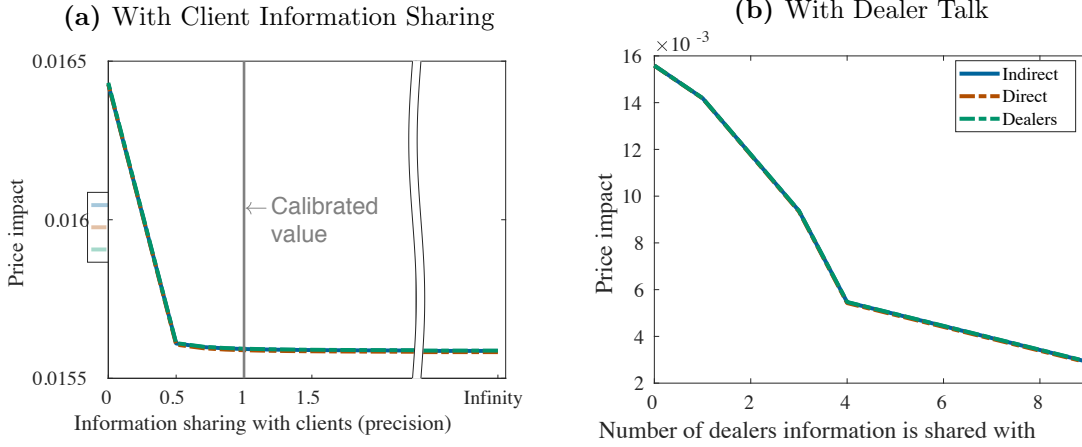 (a) With Client Information Sharing
0.0165
0.016
0.0155
Price impact
← Calibrated
value
0
0.5
1
1.5
Infinity
Information sharing with clients (precision)
(b) With Dealer Talk
×10 -3
16
14
12
10
8
6
4
2
Price impact
Indirect
Direct
Dealers
0
2
4
6
8
Number of dealers information is shared with